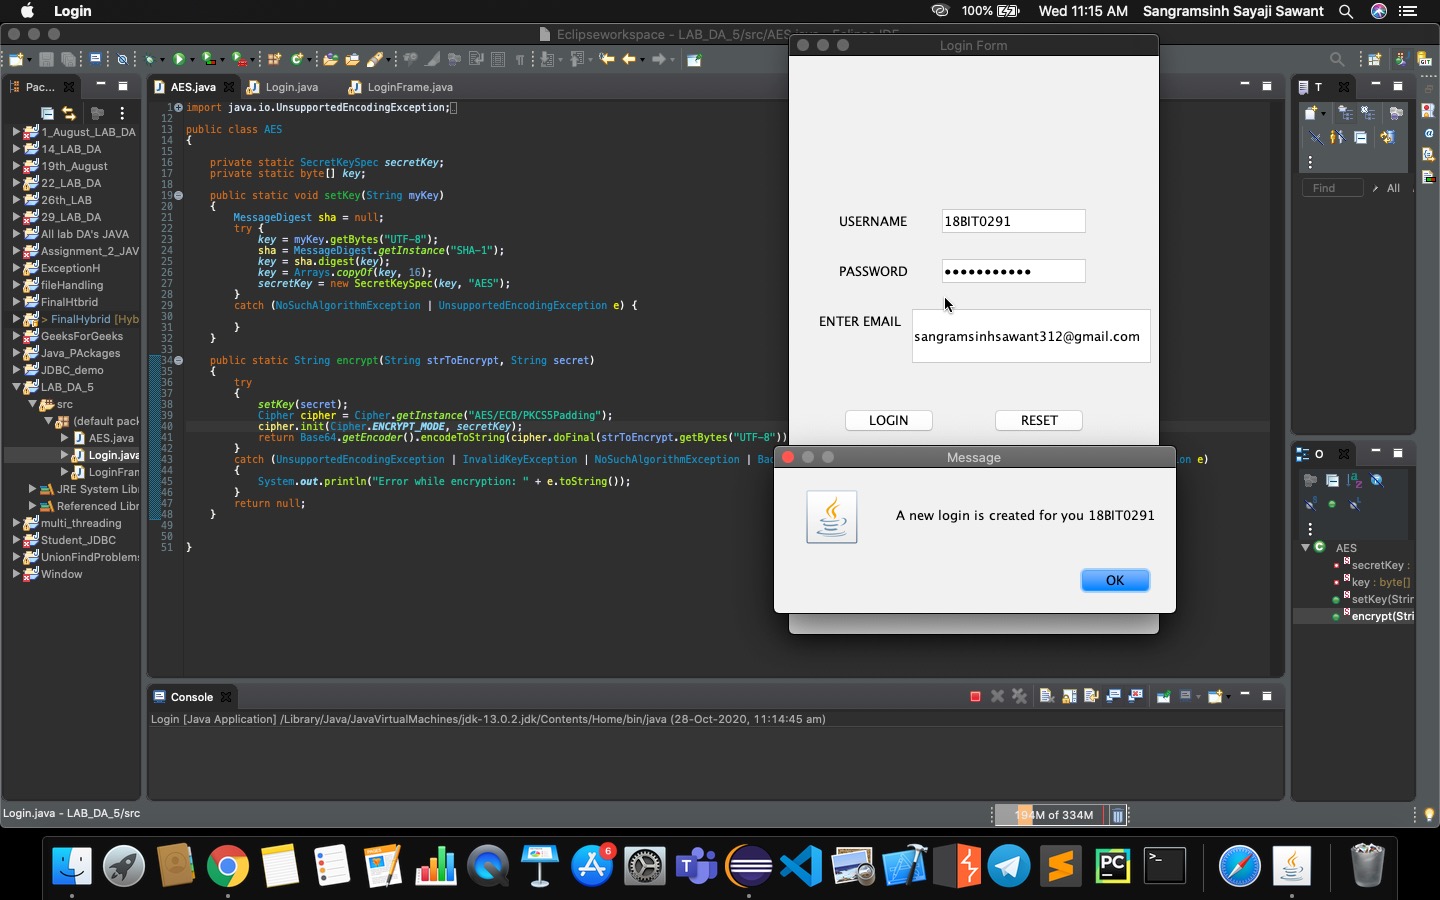 Login
100%
Wed 11:15 AM
Sangramsinh Sayaji Sawant
Eclipseworkspace - LAB_DA_5/src/AES.java - Eclipse IDE
Pac...
1_August_LAB_DA
14_LAB_DA
19th_August
22_LAB_DA
26th_LAB
29_LAB_DA
All lab DA's JAVA
Assignment_2_JAV
ExceptionH
fileHandling
FinalHtbrid
> FinalHybrid [Hyb
GeeksForGeeks
Java_PAckages
JDBC_demo
LAB_DA_5
src
(default pack
AES.java
Login.java
LoginFran
JRE System Libr
Referenced Libr
multi_threading
Student_JDBC
UnionFindProblem
Window
AES.java
Login.java
LoginFrame.java
1 import java.io.UnsupportedEncodingException;
12
13 public class AES
14 {
15
16 private static SecretKeySpec secretKey;
17 private static byte[] key;
18
19 public static void setKey(String myKey)
20 {
21 MessageDigest sha = null;
22 try {
23 key = myKey.getBytes("UTF-8");
24 sha = MessageDigest.getInstance("SHA-1");
25 key = sha.digest(key);
26 key = Arrays.copyOf(key, 16);
27 secretKey = new SecretKeySpec(key, "AES");
28 }
29 catch (NoSuchAlgorithmException | UnsupportedEncodingException e) {
30
31 }
32 }
33
34 public static String encrypt(String strToEncrypt, String secret)
35 {
36 try
37 {
38 setKey(secret);
39 Cipher cipher = Cipher.getInstance("AES/ECB/PKCS5Padding");
40 cipher.init(Cipher.ENCRYPT_MODE, secretKey);
41 return Base64.getEncoder().encodeToString(cipher.doFinal(strToEncrypt.getBytes("UTF-8"))
42 }
43 catch (UnsupportedEncodingException | InvalidKeyException | NoSuchAlgorithmException | Ba
on e)
44 {
45 System.out.println("Error while encryption: " + e.toString());
46 }
47 return null;
48 }
49
50
51 }
Login Form
USERNAME
18BIT0291
PASSWORD
ENTER EMAIL
sangramsinhsawant312@gmail.com
LOGIN
RESET
Message
A new login is created for you 18BIT0291
OK
T
Find
All
O
AES
secretKey :
key : byte[]
setKey(Strir
encrypt(Stri
Console
Login [Java Application] /Library/Java/JavaVirtualMachines/jdk-13.0.2.jdk/Contents/Home/bin/java (28-Oct-2020, 11:14:45 am)
Login.java - LAB_DA_5/src
194M of 334M
6
PC